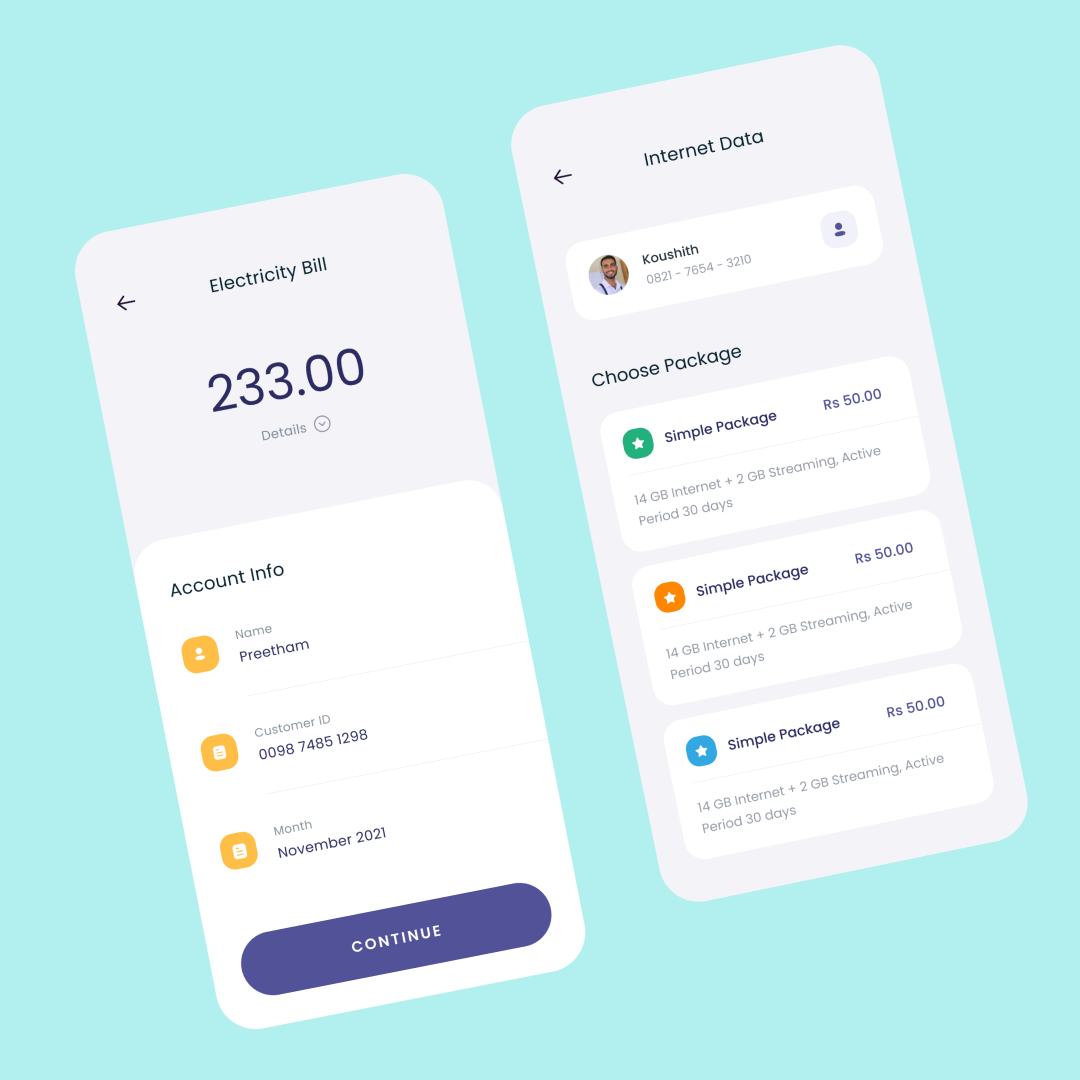 Electricity Bill
233.00
Details
Account Info
Name
Preetham
Customer ID
0098 7485 1298
Month
November 2021
CONTINUE
Internet Data
Koushith
0821 - 7654 - 3210
Choose Package
Simple Package Rs 50.00
14 GB Internet + 2 GB Streaming, Active
Period 30 days
Simple Package Rs 50.00
14 GB Internet + 2 GB Streaming, Active
Period 30 days
Simple Package Rs 50.00
14 GB Internet + 2 GB Streaming, Active
Period 30 days